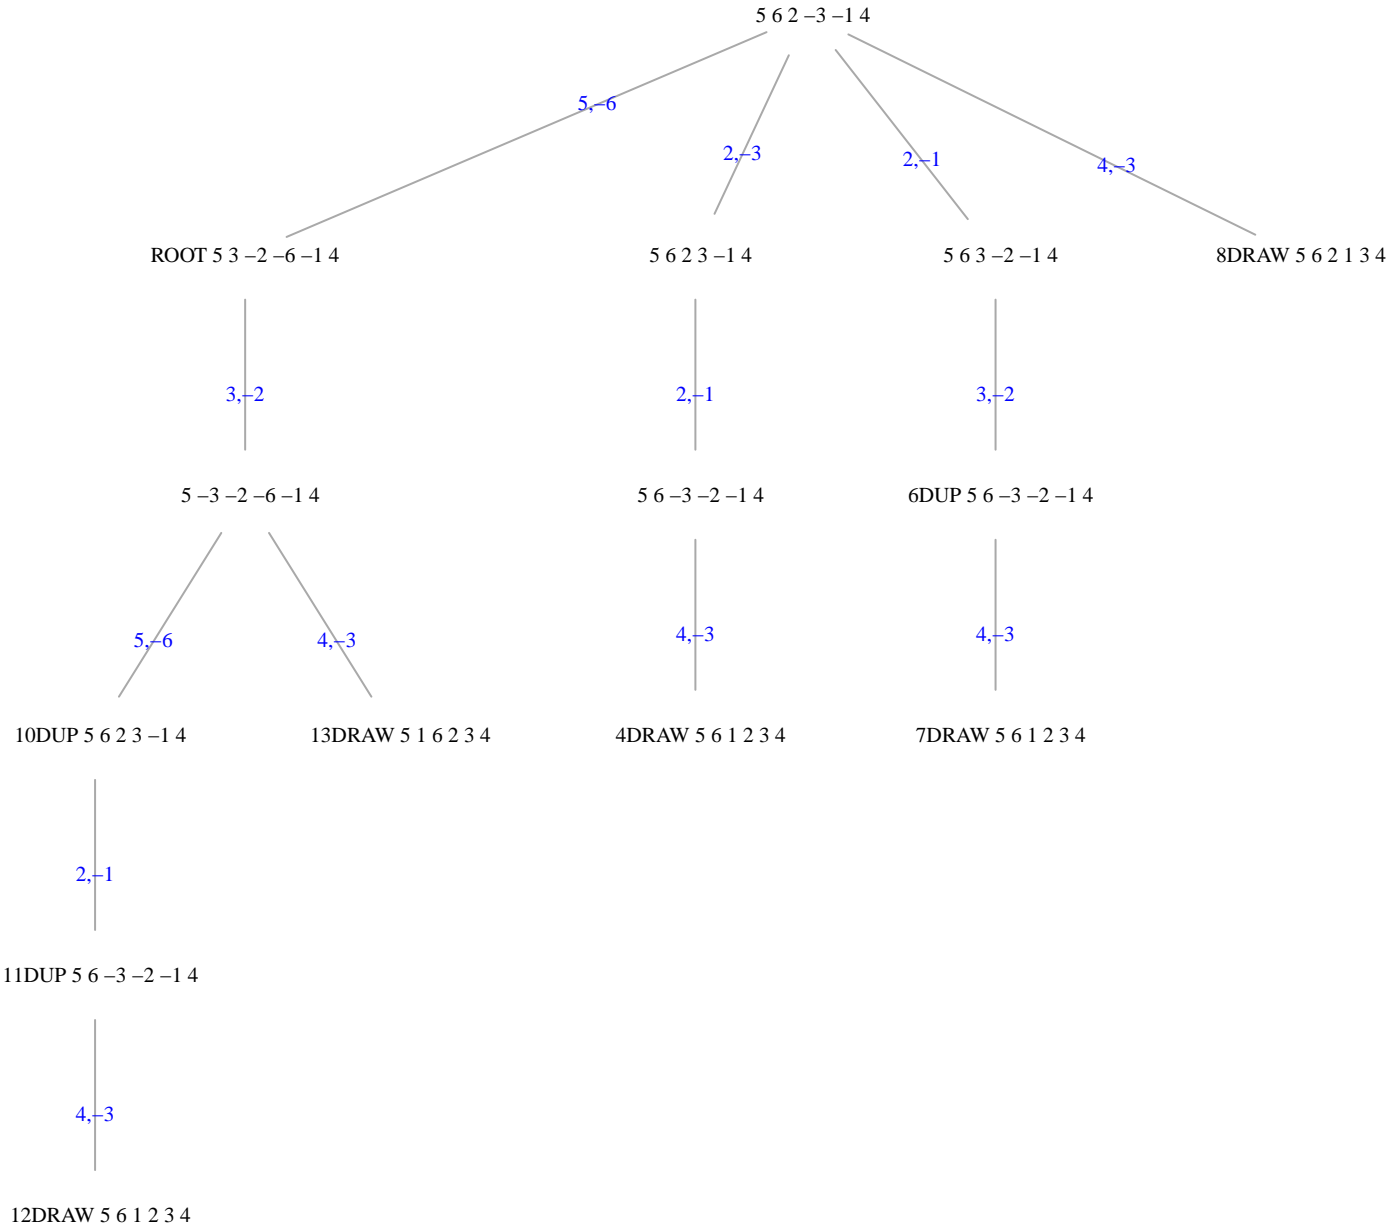 5 6 2 –3 –1 4
5,–6
2,–3
2,–1
4,–3
ROOT 5 3 –2 –6 –1 4
5 6 2 3 –1 4
5 6 3 –2 –1 4
8DRAW 5 6 2 1 3 4
3,–2
2,–1
3,–2
5 –3 –2 –6 –1 4
5 6 –3 –2 –1 4
6DUP 5 6 –3 –2 –1 4
5,–6
4,–3
4,–3
4,–3
10DUP 5 6 2 3 –1 4
13DRAW 5 1 6 2 3 4
4DRAW 5 6 1 2 3 4
7DRAW 5 6 1 2 3 4
2,–1
11DUP 5 6 –3 –2 –1 4
4,–3
12DRAW 5 6 1 2 3 4